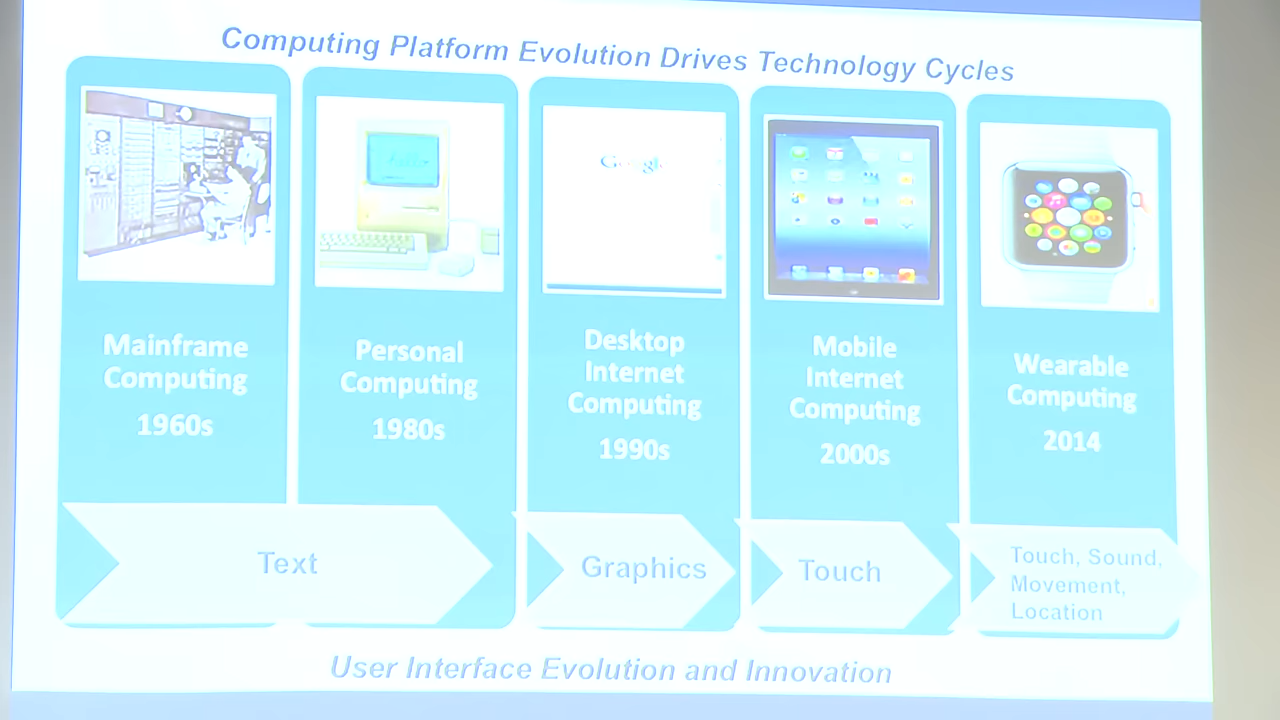 Computing Platform Evolution Drives Technology Cycles
Google
Mainframe
Computing
1960s
Personal
Computing
1980s
Desktop
Internet
Computing
1990s
Mobile
Internet
Computing
2000s
Wearable
Computing
2014
Text
Graphics
Touch
Touch, Sound,
Movement,
Location
User Interface Evolution and Innovation